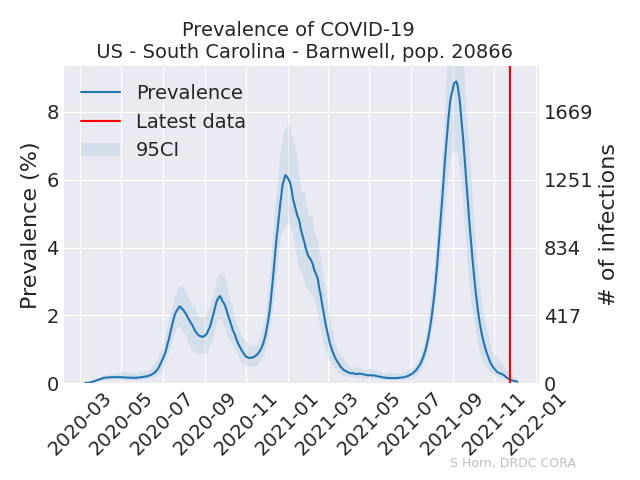 Prevalence of COVID-19
US - South Carolina - Barnwell, pop. 20866
Prevalence
Latest data
95CI
Prevalence (%)
8
6
4
2
0
# of infections
1669
1251
834
417
0
2020-03
2020-05
2020-07
2020-09
2020-11
2021-01
2021-03
2021-05
2021-07
2021-09
2021-11
2022-01
S Horn, DRDC CORA